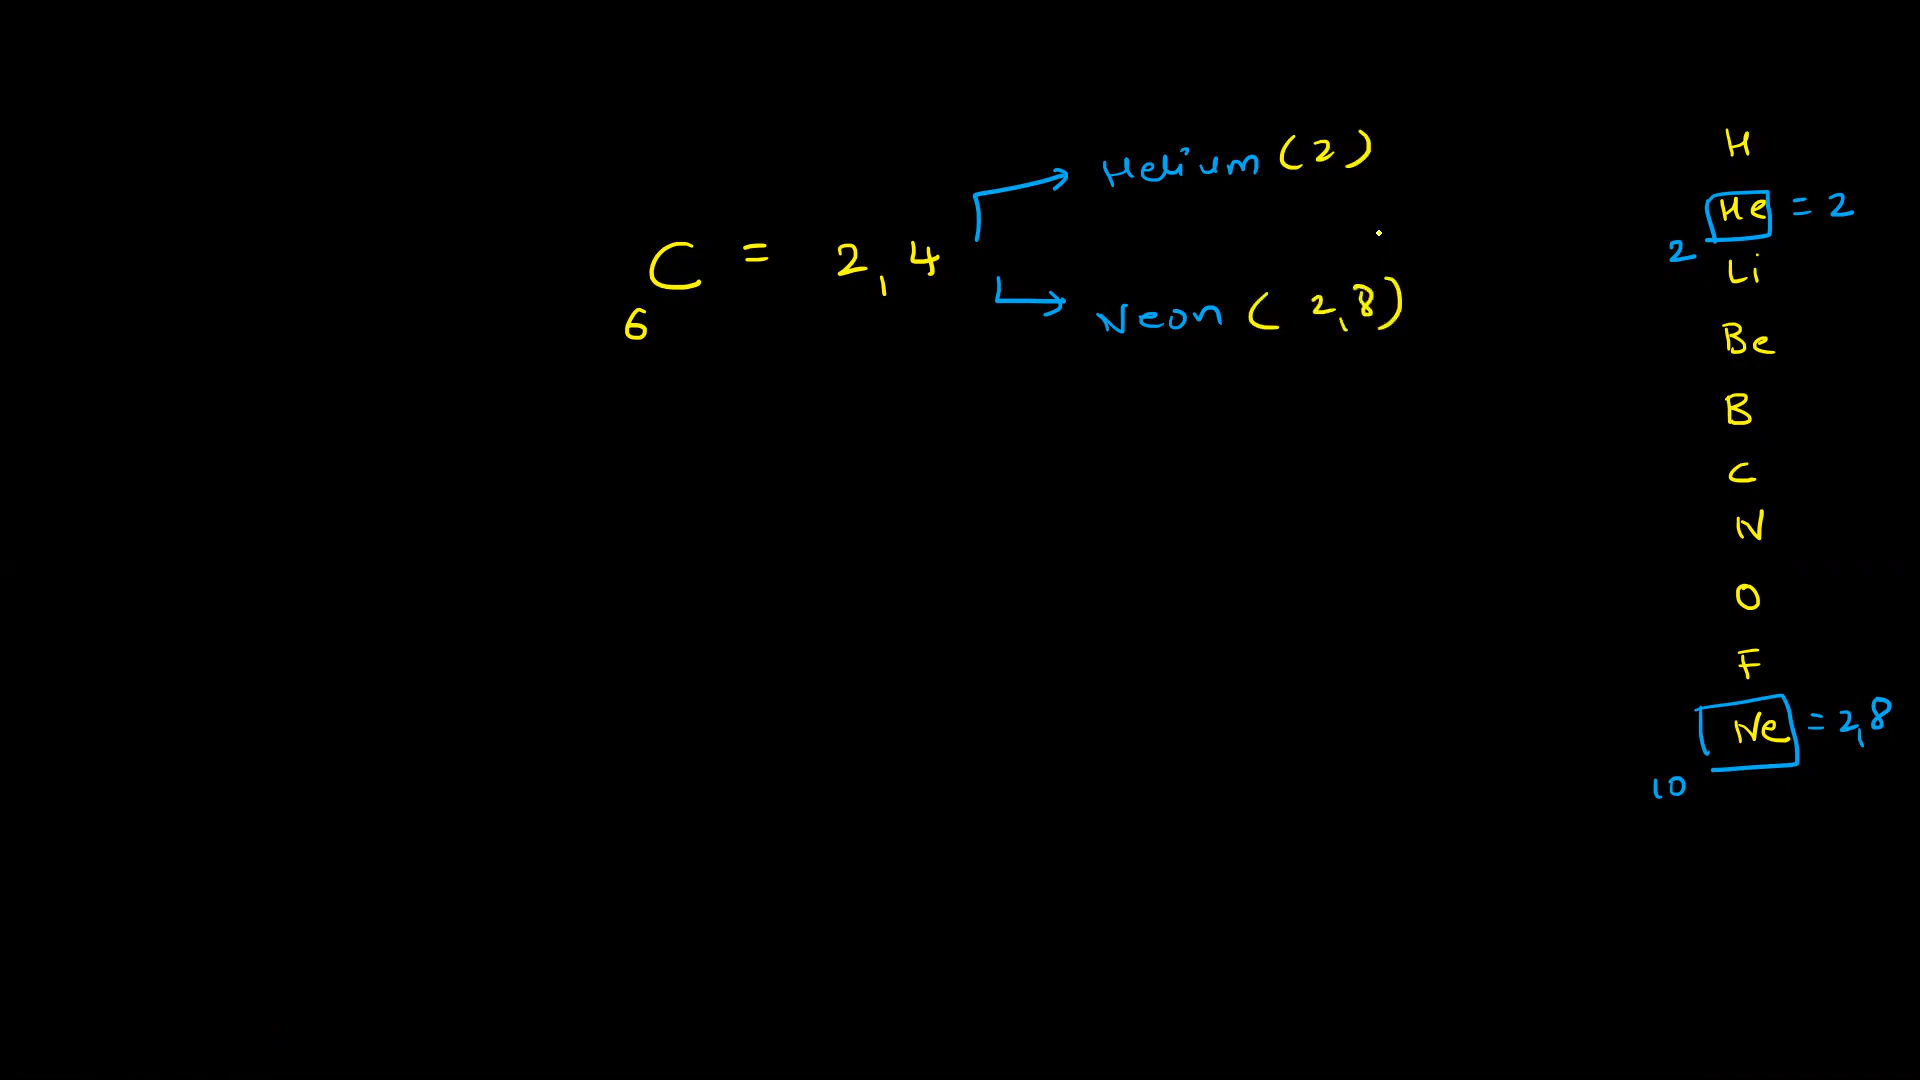 Helium (2)
C = 2,4
6
Neon ( 2,8)
H
He = 2
2
Li
Be
B
C
N
O
F
Ne = 2,8
10